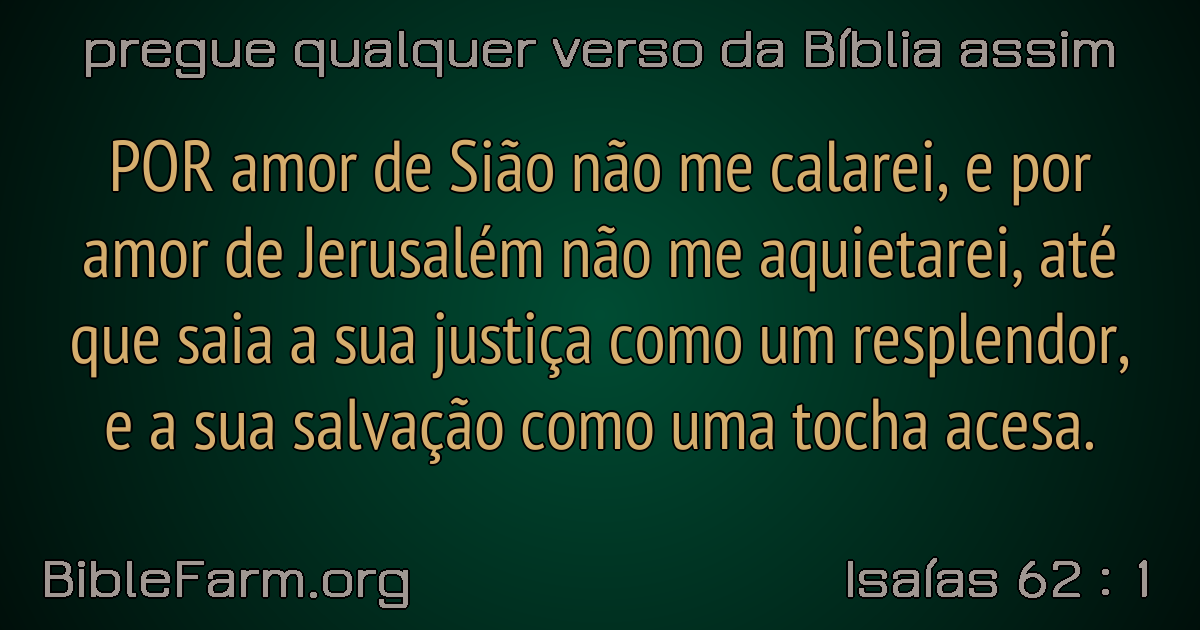 pregue qualquer verso da Bíblia assim
POR amor de Sião não me calarei, e por
amor de Jerusalém não me aquietarei, até
que saia a sua justiça como um resplendor,
e a sua salvação como uma tocha acesa.
BibleFarm.org
Isaías 62 : 1